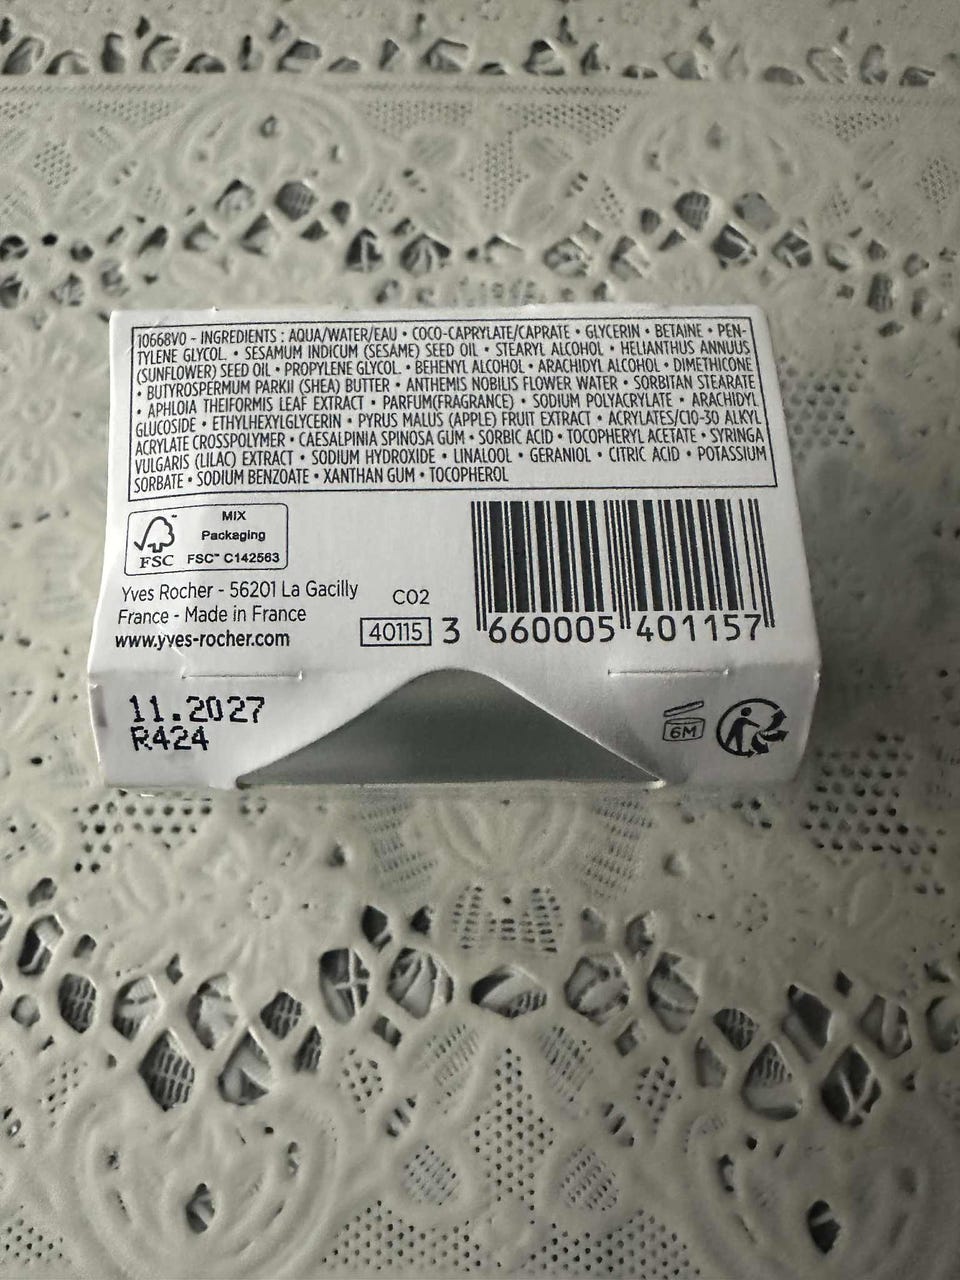 10668V0 - INGREDIENTS : AQUA/WATER/EAU • COCO-CAPRYLATE/CAPRATE • GLYCERIN • BETAINE • PEN-
TYLENE GLYCOL • SESAMUM INDICUM (SESAME) SEED OIL • STEARYL ALCOHOL • HELIANTHUS ANNUUS
(SUNFLOWER) SEED OIL • PROPYLENE GLYCOL • BEHENYL ALCOHOL • ARACHIDYL ALCOHOL • DIMETHICONE
• BUTYROSPERMUM PARKII (SHEA) BUTTER • ANTHEMIS NOBILIS FLOWER WATER • SORBITAN STEARATE
• APHLOIA THEIFORMIS LEAF EXTRACT • PARFUM(FRAGRANCE) • SODIUM POLYACRYLATE • ARACHIDYL
GLUCOSIDE • ETHYLHEXYLGLYCERIN • PYRUS MALUS (APPLE) FRUIT EXTRACT • ACRYLATES/C10-30 ALKYL
ACRYLATE CROSSPOLYMER • CAESALPINIA SPINOSA GUM • SORBIC ACID • TOCOPHERYL ACETATE • SYRINGA
VULGARIS (LILAC) EXTRACT • SODIUM HYDROXIDE • LINALOOL • GERANIOL • CITRIC ACID • POTASSIUM
SORBATE • SODIUM BENZOATE • XANTHAN GUM • TOCOPHEROL
MIX
Packaging
FSC™ C142563
FSC
Yves Rocher - 56201 La Gacilly
France - Made in France
www.yves-rocher.com
C02
40115
3 660005 401157
11.2027
R424
6M